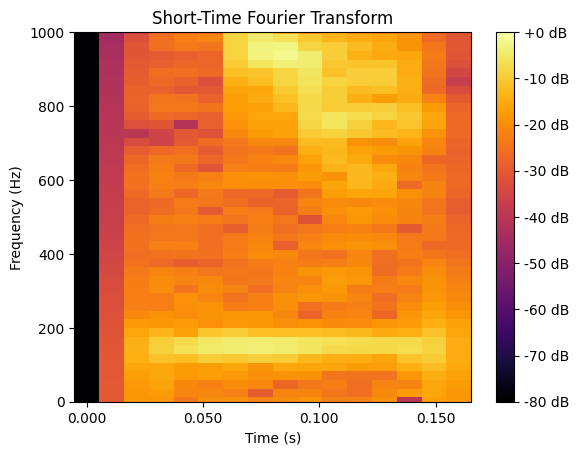 Short-Time Fourier Transform
1000
800
600
400
200
0
Frequency (Hz)
0.000
0.050
0.100
0.150
Time (s)
+0 dB
-10 dB
-20 dB
-30 dB
-40 dB
-50 dB
-60 dB
-70 dB
-80 dB